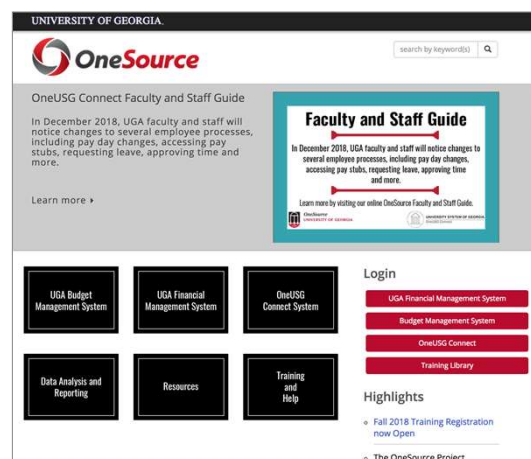 UNIVERSITY OF GEORGIA.
OneSource
search by keyword(s)
OneUSG Connect Faculty and Staff Guide
In December 2018, UGA faculty and staff will
notice changes to several employee processes,
including pay day changes, accessing pay
stubs, requesting leave, approving time and
more.
Learn more
Faculty and Staff Guide
In December 2018, UGA faculty and staff will notice changes to
several employee processes, including pay day changes,
accessing pay stubs, requesting leave, approving time
and more.
Learn more by visiting our online OneSource Faculty and Staff Guide.
OneSource
UNIVERSITY OF GEORGIA
UNIVERSITY SYSTEM OF GEORGIA
OneUSG Connect
UGA Budget
Management System
UGA Financial
Management System
OneUSG
Connect System
Data Analysis and
Reporting
Resources
Training
and
Help
Login
UGA Financial Management System
Budget Management System
OneUSG Connect
Training Library
Highlights
Fall 2018 Training Registration
now Open
The OneSource Project